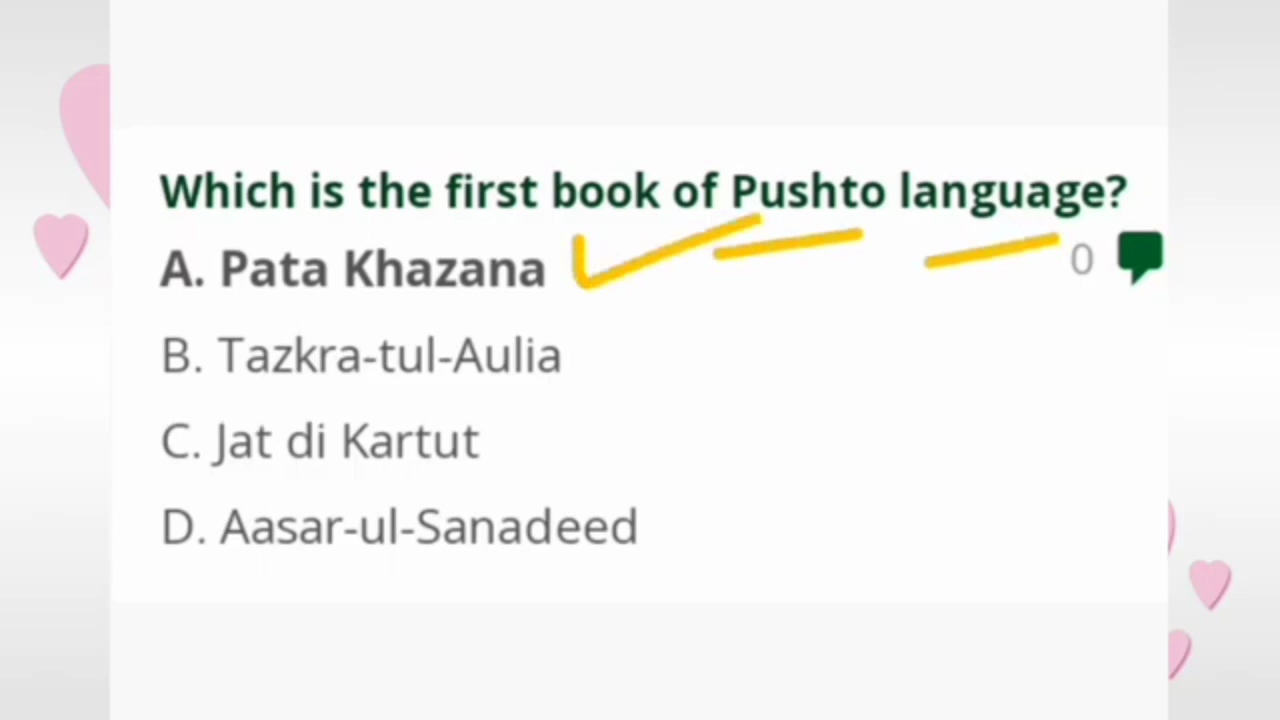 Which is the first book of Pushto language?
A. Pata Khazana
0
B. Tazkra-tul-Aulia
C. Jat di Kartut
D. Aasar-ul-Sanadeed